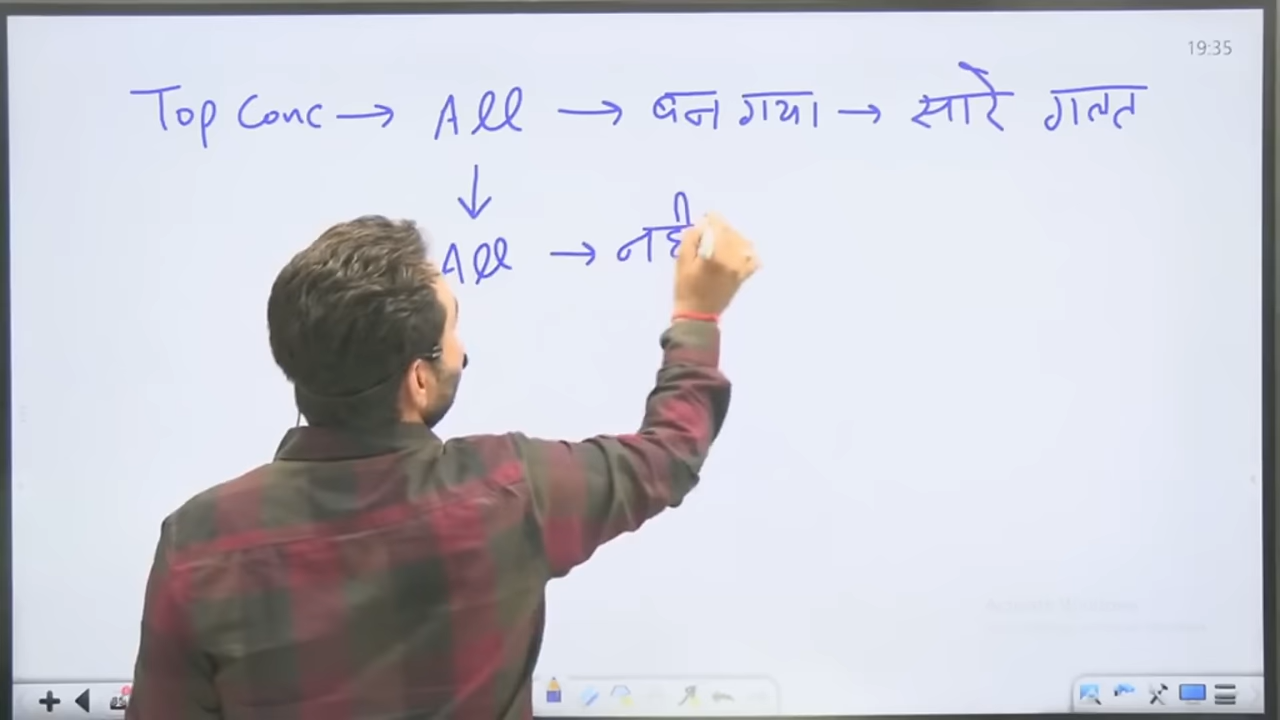 19:35
Top Conc → All → बन गया → सारे गलत
↓
All → नही